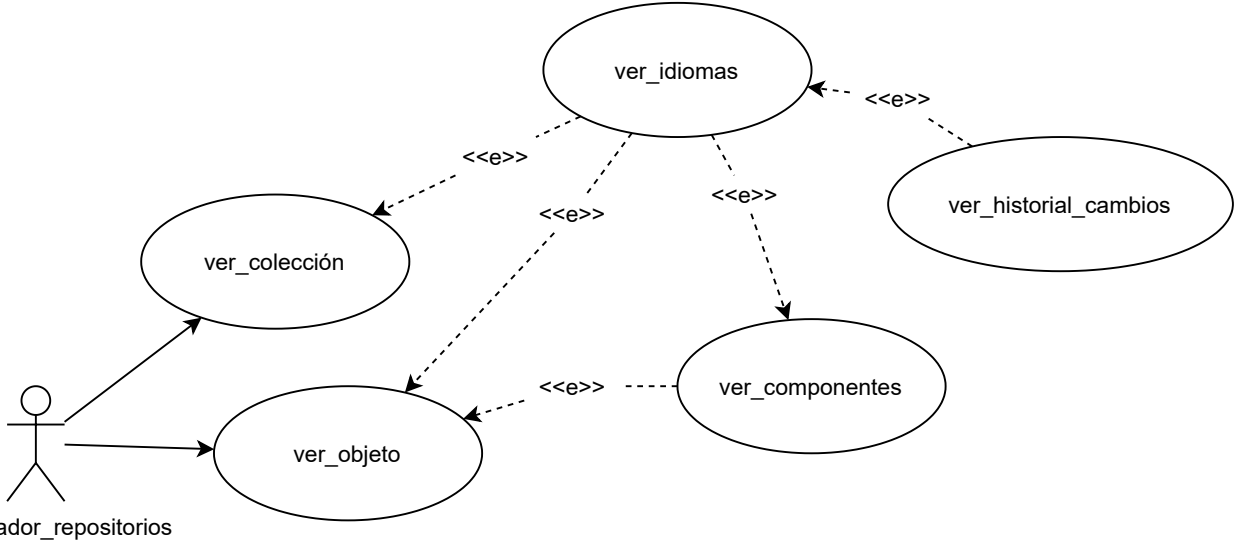 ver_idiomas
<<e>>
<<e>>
<<e>>
<<e>>
ver_historial_cambios
ver_colección
ver_componentes
<<e>>
ver_objeto
ador_repositorios